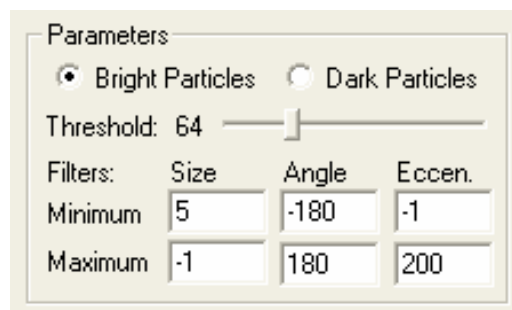 Parameters
Bright Particles Dark Particles
Threshold: 64
Filters: Size Angle Eccen.
Minimum 5 -180 -1
Maximum -1 180 200